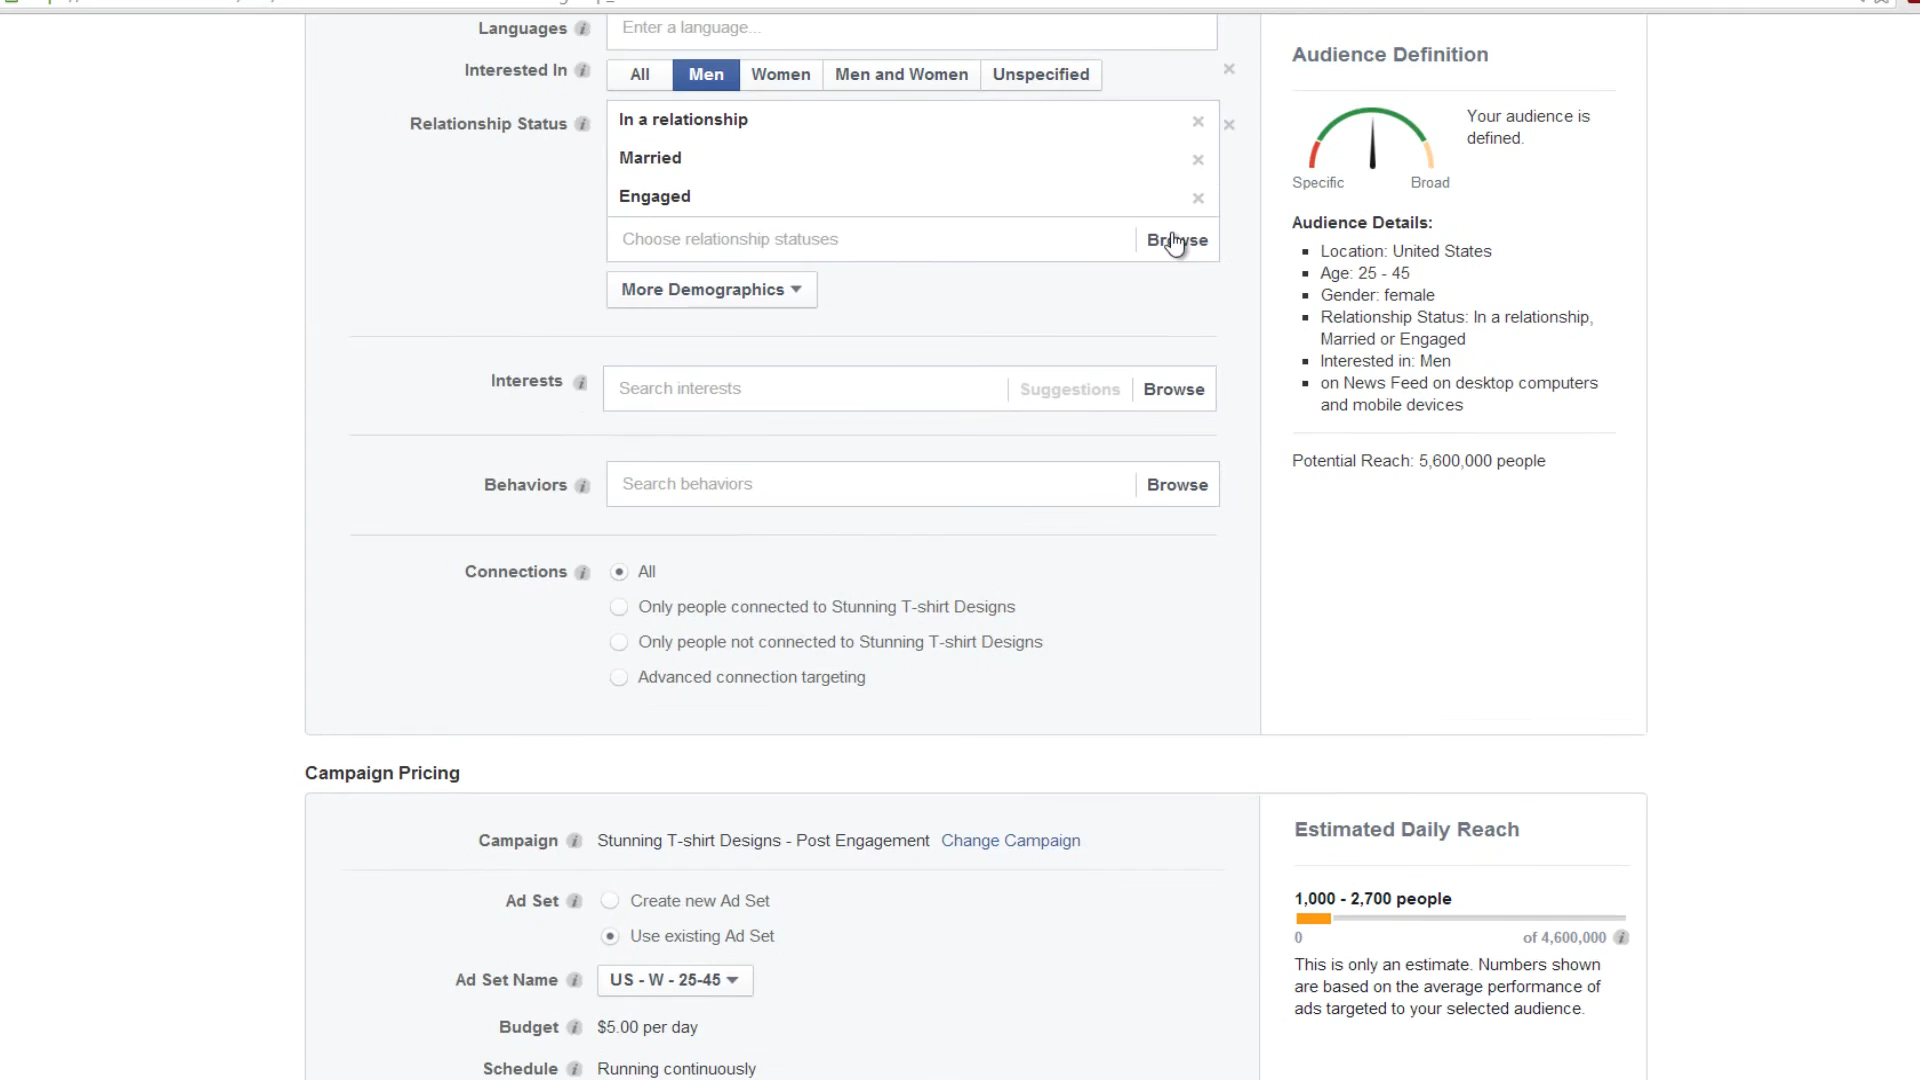 Languages
Enter a language...
Interested In
All
Men
Women
Men and Women
Unspecified
Relationship Status
In a relationship
Married
Engaged
Choose relationship statuses
Browse
More Demographics
Interests
Search interests
Suggestions
Browse
Behaviors
Search behaviors
Browse
Connections
All
Only people connected to Stunning T-shirt Designs
Only people not connected to Stunning T-shirt Designs
Advanced connection targeting
Audience Definition
Your audience is
defined.
Specific
Broad
Audience Details:
Location: United States
Age: 25 - 45
Gender: female
Relationship Status: In a relationship,
Married or Engaged
Interested in: Men
on News Feed on desktop computers
and mobile devices
Potential Reach: 5,600,000 people
Campaign Pricing
Campaign
Stunning T-shirt Designs - Post Engagement
Change Campaign
Ad Set
Create new Ad Set
Use existing Ad Set
Ad Set Name
US - W - 25-45
Budget
$5.00 per day
Schedule
Running continuously
Estimated Daily Reach
1,000 - 2,700 people
0
of 4,600,000
This is only an estimate. Numbers shown
are based on the average performance of
ads targeted to your selected audience.